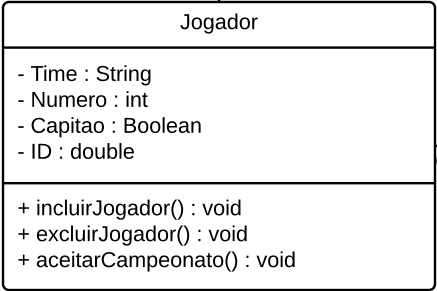 Jogador
- Time : String
- Numero : int
- Capitao : Boolean
- ID : double
+ incluirJogador() : void
+ excluirJogador() : void
+ aceitarCampeonato() : void